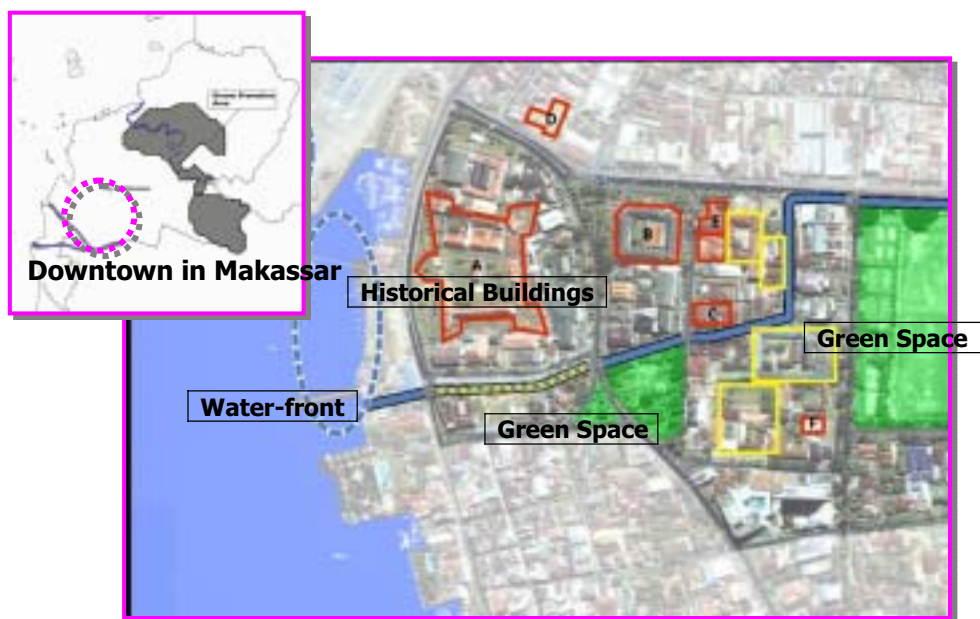 Downtown in Makassar
D
E
B
A
Historical Buildings
C
Green Space
Water-front
F
Green Space